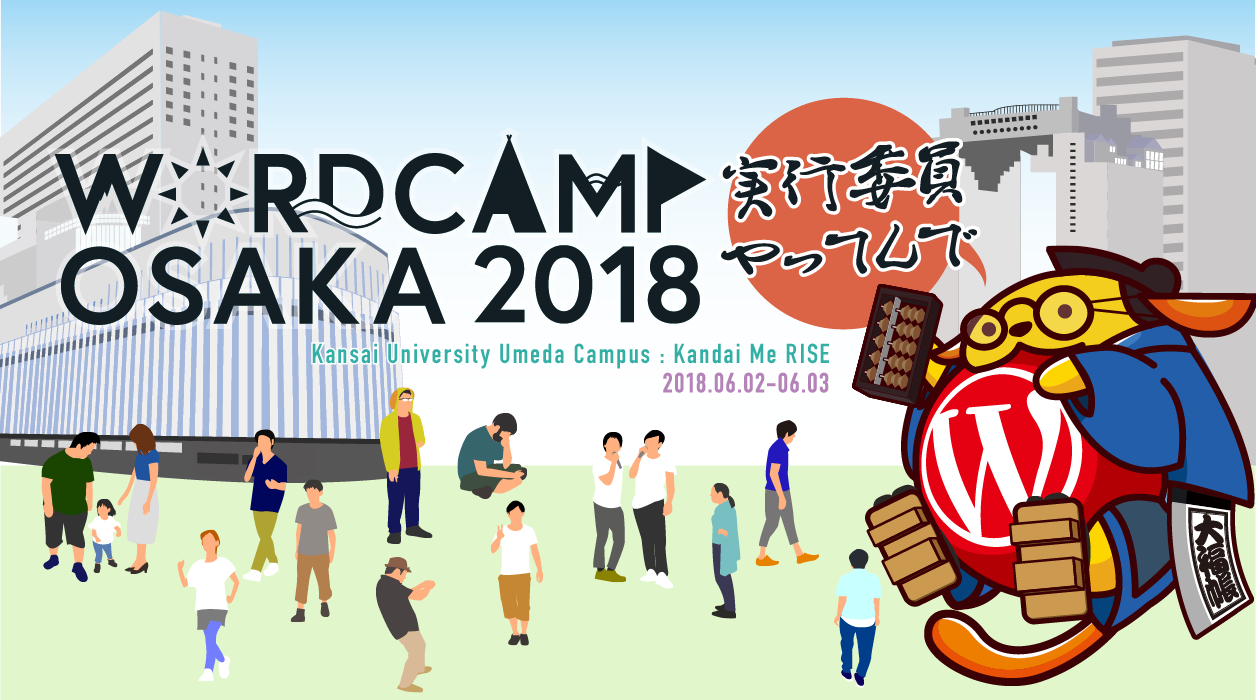 WORDCAMP
OSAKA 2018
実行委員
やってんで
Kansai University Umeda Campus : Kandai Me RISE
2018.06.02-06.03
W
大福帳